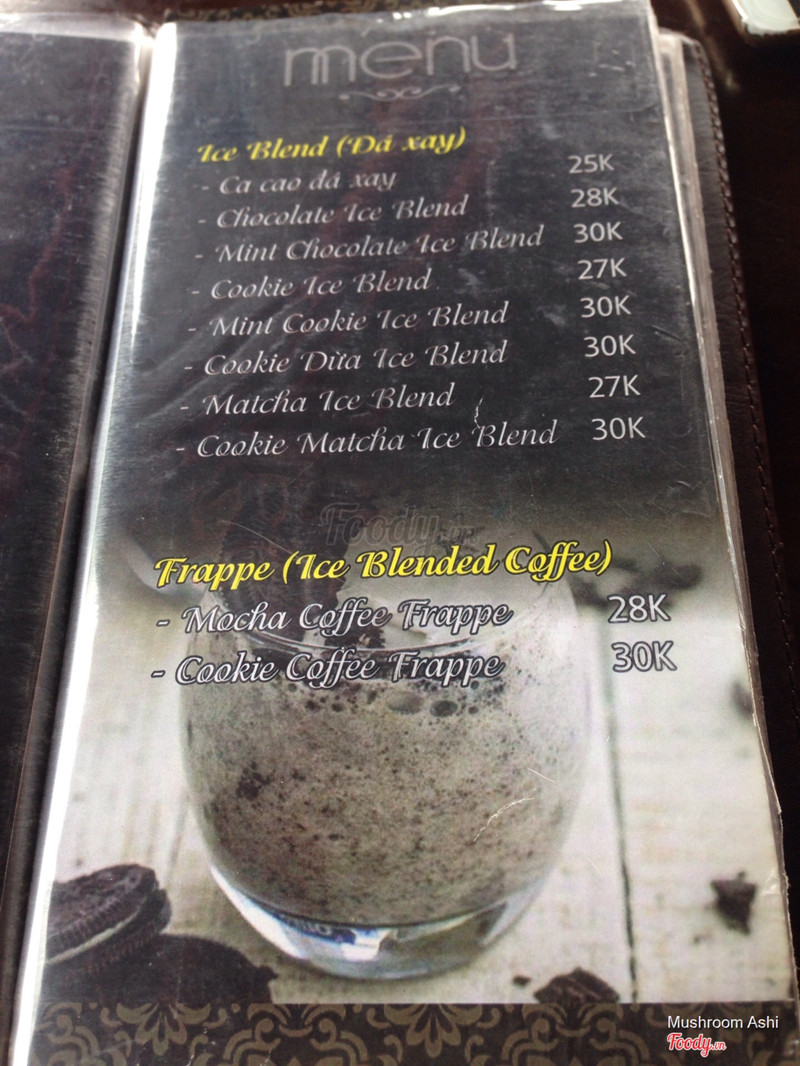 menu
Ice Blend (Đá xay)
- Ca cao đá xay 25K
- Chocolate Ice Blend 28K
- Mint Chocolate Ice Blend 30K
- Cookie Ice Blend 27K
- Mint Cookie Ice Blend 30K
- Cookie Dừa Ice Blend 30K
- Matcha Ice Blend 27K
- Cookie Matcha Ice Blend 30K
Foody.vn
Frappe (Ice Blended Coffee)
- Mocha Coffee Frappe 28K
- Cookie Coffee Frappe 30K
Mushroom Ashi
Foody.vn